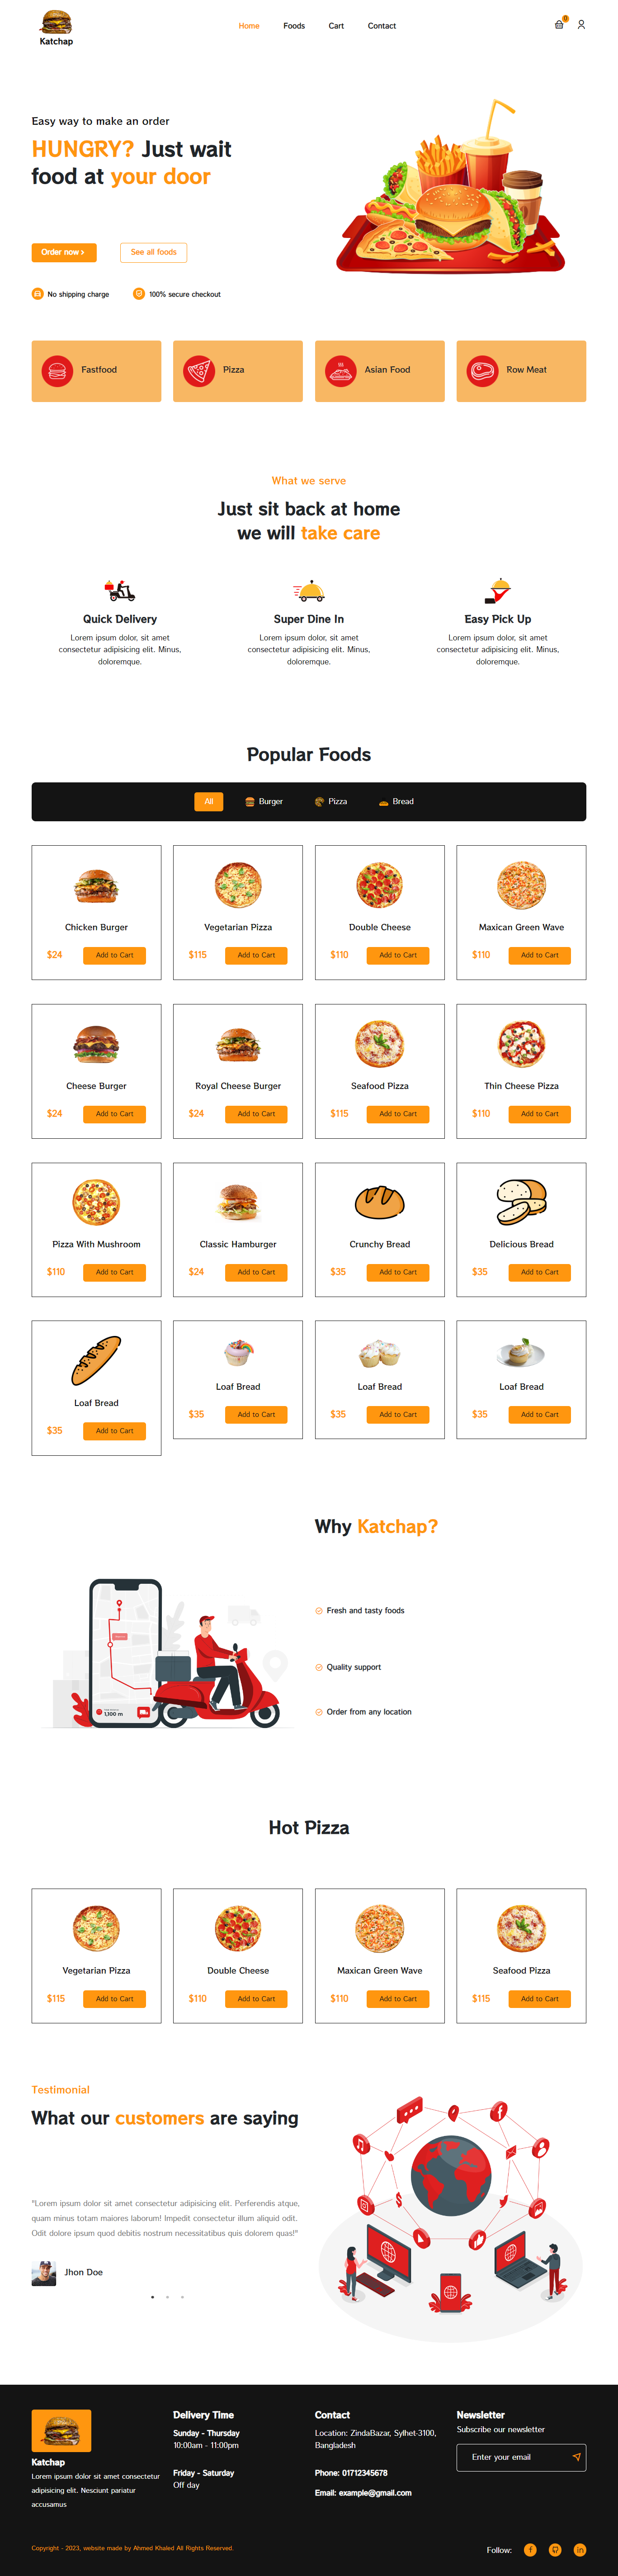 Katchap
Home Foods Cart Contact
0
Easy way to make an order
HUNGRY? Just wait
food at your door
Order now >
See all foods
No shipping charge
100% secure checkout
Fastfood
Pizza
Asian Food
Row Meat
What we serve
Just sit back at home
we will take care
Quick Delivery
Lorem ipsum dolor, sit amet
consectetur adipisicing elit. Minus,
doloremque.
Super Dine In
Lorem ipsum dolor, sit amet
consectetur adipisicing elit. Minus,
doloremque.
Easy Pick Up
Lorem ipsum dolor, sit amet
consectetur adipisicing elit. Minus,
doloremque.
Popular Foods
All Burger Pizza Bread
Chicken Burger
$24 Add to Cart
Vegetarian Pizza
$115 Add to Cart
Double Cheese
$110 Add to Cart
Maxican Green Wave
$110 Add to Cart
Cheese Burger
$24 Add to Cart
Royal Cheese Burger
$24 Add to Cart
Seafood Pizza
$115 Add to Cart
Thin Cheese Pizza
$110 Add to Cart
Pizza With Mushroom
$110 Add to Cart
Classic Hamburger
$24 Add to Cart
Crunchy Bread
$35 Add to Cart
Delicious Bread
$35 Add to Cart
Loaf Bread
$35 Add to Cart
Loaf Bread
$35 Add to Cart
Loaf Bread
$35 Add to Cart
Loaf Bread
$35 Add to Cart
Why Katchap?
1,100 m
Fresh and tasty foods
Quality support
Order from any location
Hot Pizza
Vegetarian Pizza
$115 Add to Cart
Double Cheese
$110 Add to Cart
Maxican Green Wave
$110 Add to Cart
Seafood Pizza
$115 Add to Cart
Testimonial
What our customers are saying
"Lorem ipsum dolor sit amet consectetur adipisicing elit. Perferendis atque,
quam minus totam maiores laborum! Impedit consectetur illum aliquid odit.
Odit dolore ipsum quod debitis nostrum necessitatibus quis dolorem quas!"
Jhon Doe
Katchap
Lorem ipsum dolor sit amet consectetur
adipisicing elit. Nesciunt pariatur
accusamus
Delivery Time
Sunday - Thursday
10:00am - 11:00pm
Friday - Saturday
Off day
Contact
Location: ZindaBazar, Sylhet-3100,
Bangladesh
Phone: 01712345678
Email: example@gmail.com
Newsletter
Subscribe our newsletter
Enter your email
Copyright - 2023, website made by Ahmed Khaled All Rights Reserved.
Follow: